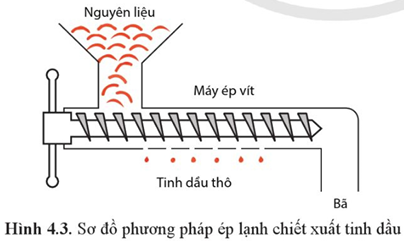 Nguyên liệu
Máy ép vít
Tinh dầu thô
Bã
Hình 4.3. Sơ đồ phương pháp ép lạnh chiết xuất tinh dầu